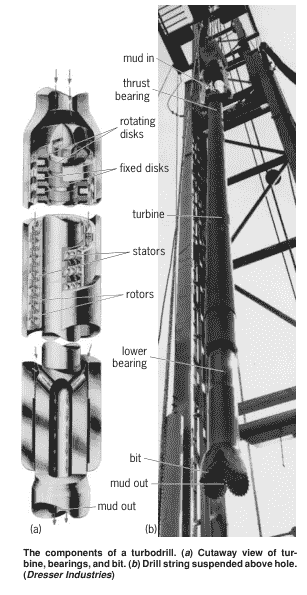 mud in
thrust
bearing
rotating
disks
fixed disks
turbine
stators
rotors
lower
bearing
bit
mud out
mud out
(a)
(b)
The components of a turbodrill. (a) Cutaway view of tur-
bine, bearings, and bit. (b) Drill string suspended above hole.
(Dresser Industries)